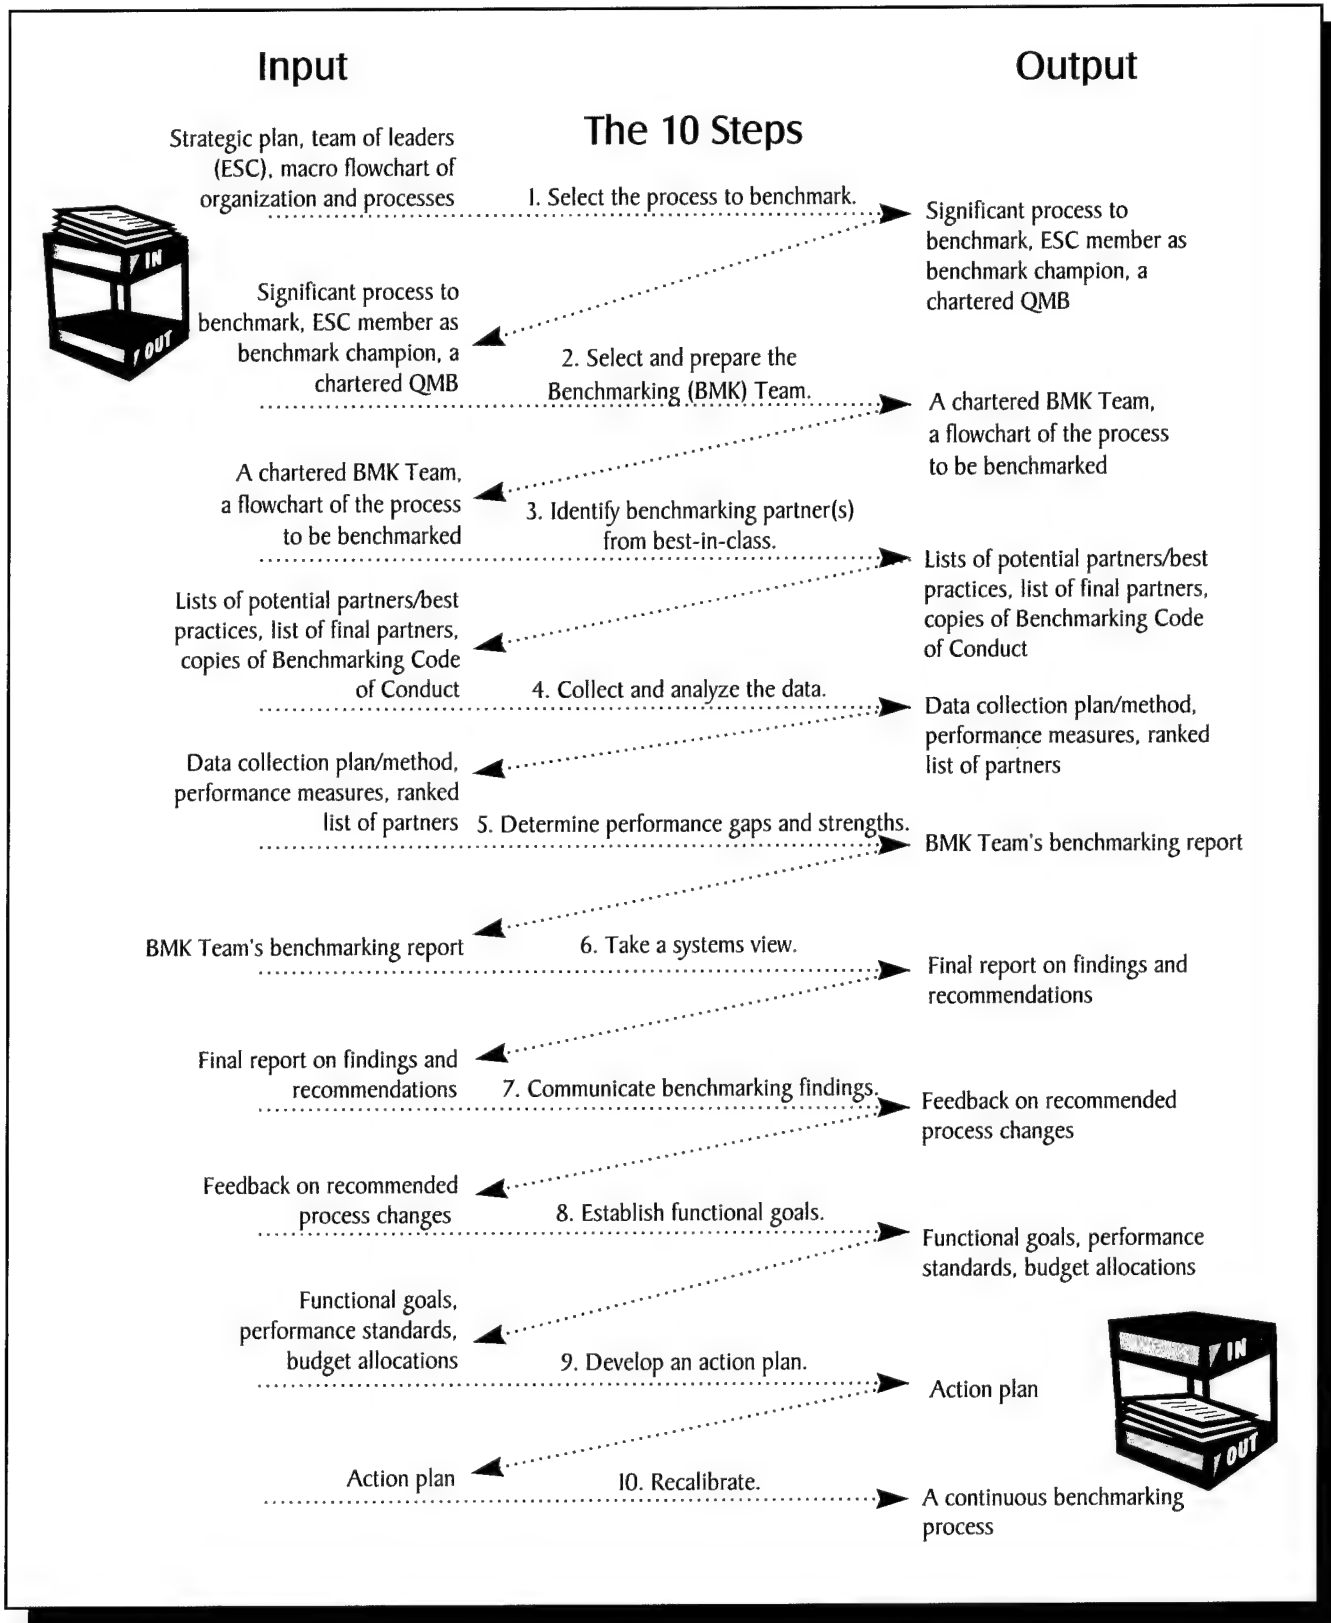 Input
Output
The 10 Steps
Strategic plan, team of leaders
(ESC), macro flowchart of
organization and processes
1. Select the process to benchmark.
Significant process to
benchmark, ESC member as
benchmark champion, a
chartered QMB
IN
OUT
Significant process to
benchmark, ESC member as
benchmark champion, a
chartered QMB
2. Select and prepare the
Benchmarking (BMK) Team.
A chartered BMK Team,
a flowchart of the process
to be benchmarked
A chartered BMK Team,
a flowchart of the process
to be benchmarked
3. Identify benchmarking partner(s)
from best-in-class.
Lists of potential partners/best
practices, list of final partners,
copies of Benchmarking Code
of Conduct
Lists of potential partners/best
practices, list of final partners,
copies of Benchmarking Code
of Conduct
4. Collect and analyze the data.
Data collection plan/method,
performance measures, ranked
list of partners
Data collection plan/method,
performance measures, ranked
list of partners
5. Determine performance gaps and strengths.
BMK Team's benchmarking report
BMK Team's benchmarking report
6. Take a systems view.
Final report on findings and
recommendations
Final report on findings and
recommendations
7. Communicate benchmarking findings.
Feedback on recommended
process changes
Feedback on recommended
process changes
8. Establish functional goals.
Functional goals, performance
standards, budget allocations
Functional goals,
performance standards,
budget allocations
9. Develop an action plan.
Action plan
IN
OUT
Action plan
10. Recalibrate.
A continuous benchmarking
process